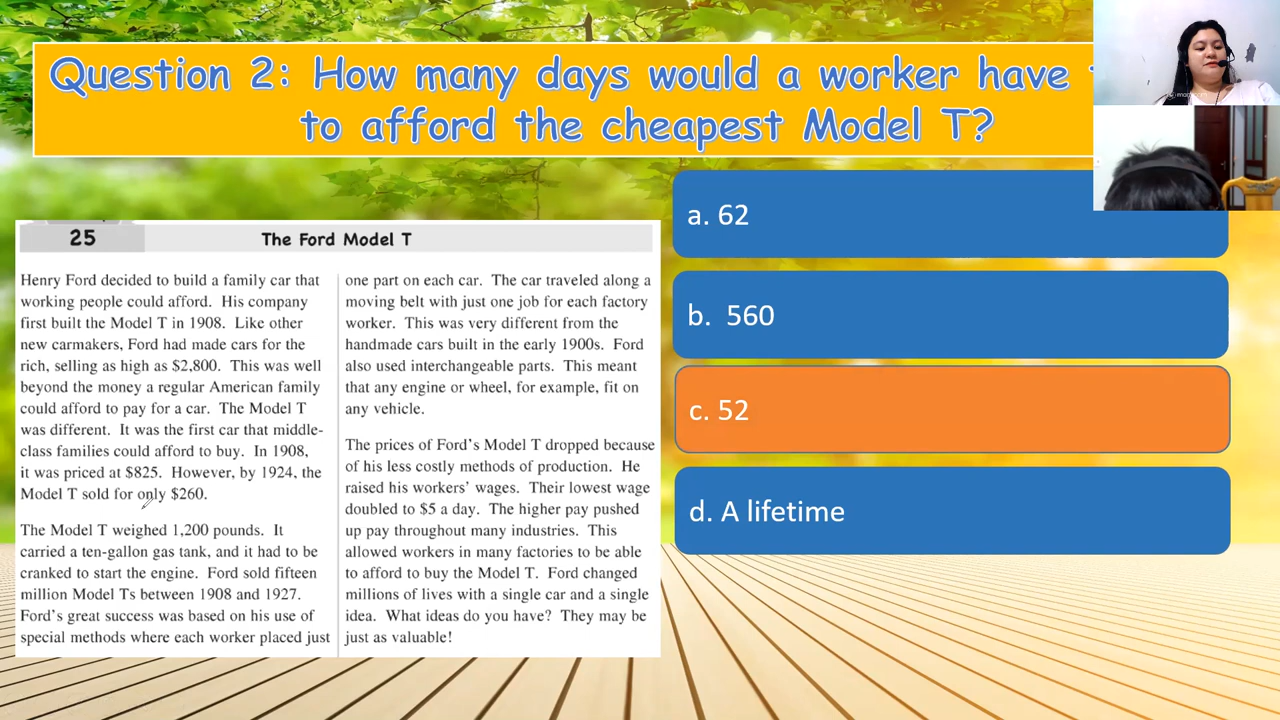 Question 2: How many days would a worker have
to afford the cheapest Model T?
25
The Ford Model T
Henry Ford decided to build a family car that
working people could afford. His company
first built the Model T in 1908. Like other
new carmakers, Ford had made cars for the
rich, selling as high as $2,800. This was well
beyond the money a regular American family
could afford to pay for a car. The Model T
was different. It was the first car that middle-
class families could afford to buy. In 1908,
it was priced at $825. However, by 1924, the
Model T sold for only $260.
The Model T weighed 1,200 pounds. It
carried a ten-gallon gas tank, and it had to be
cranked to start the engine. Ford sold fifteen
million Model Ts between 1908 and 1927.
Ford's great success was based on his use of
special methods where each worker placed just
one part on each car. The car traveled along a
moving belt with just one job for each factory
worker. This was very different from the
handmade cars built in the early 1900s. Ford
also used interchangeable parts. This meant
that any engine or wheel, for example, fit on
any vehicle.
The prices of Ford's Model T dropped because
of his less costly methods of production. He
raised his workers' wages. Their lowest wage
doubled to $5 a day. The higher pay pushed
up pay throughout many industries. This
allowed workers in many factories to be able
to afford to buy the Model T. Ford changed
millions of lives with a single car and a single
idea. What ideas do you have? They may be
just as valuable!
a. 62
b. 560
c. 52
d. A lifetime